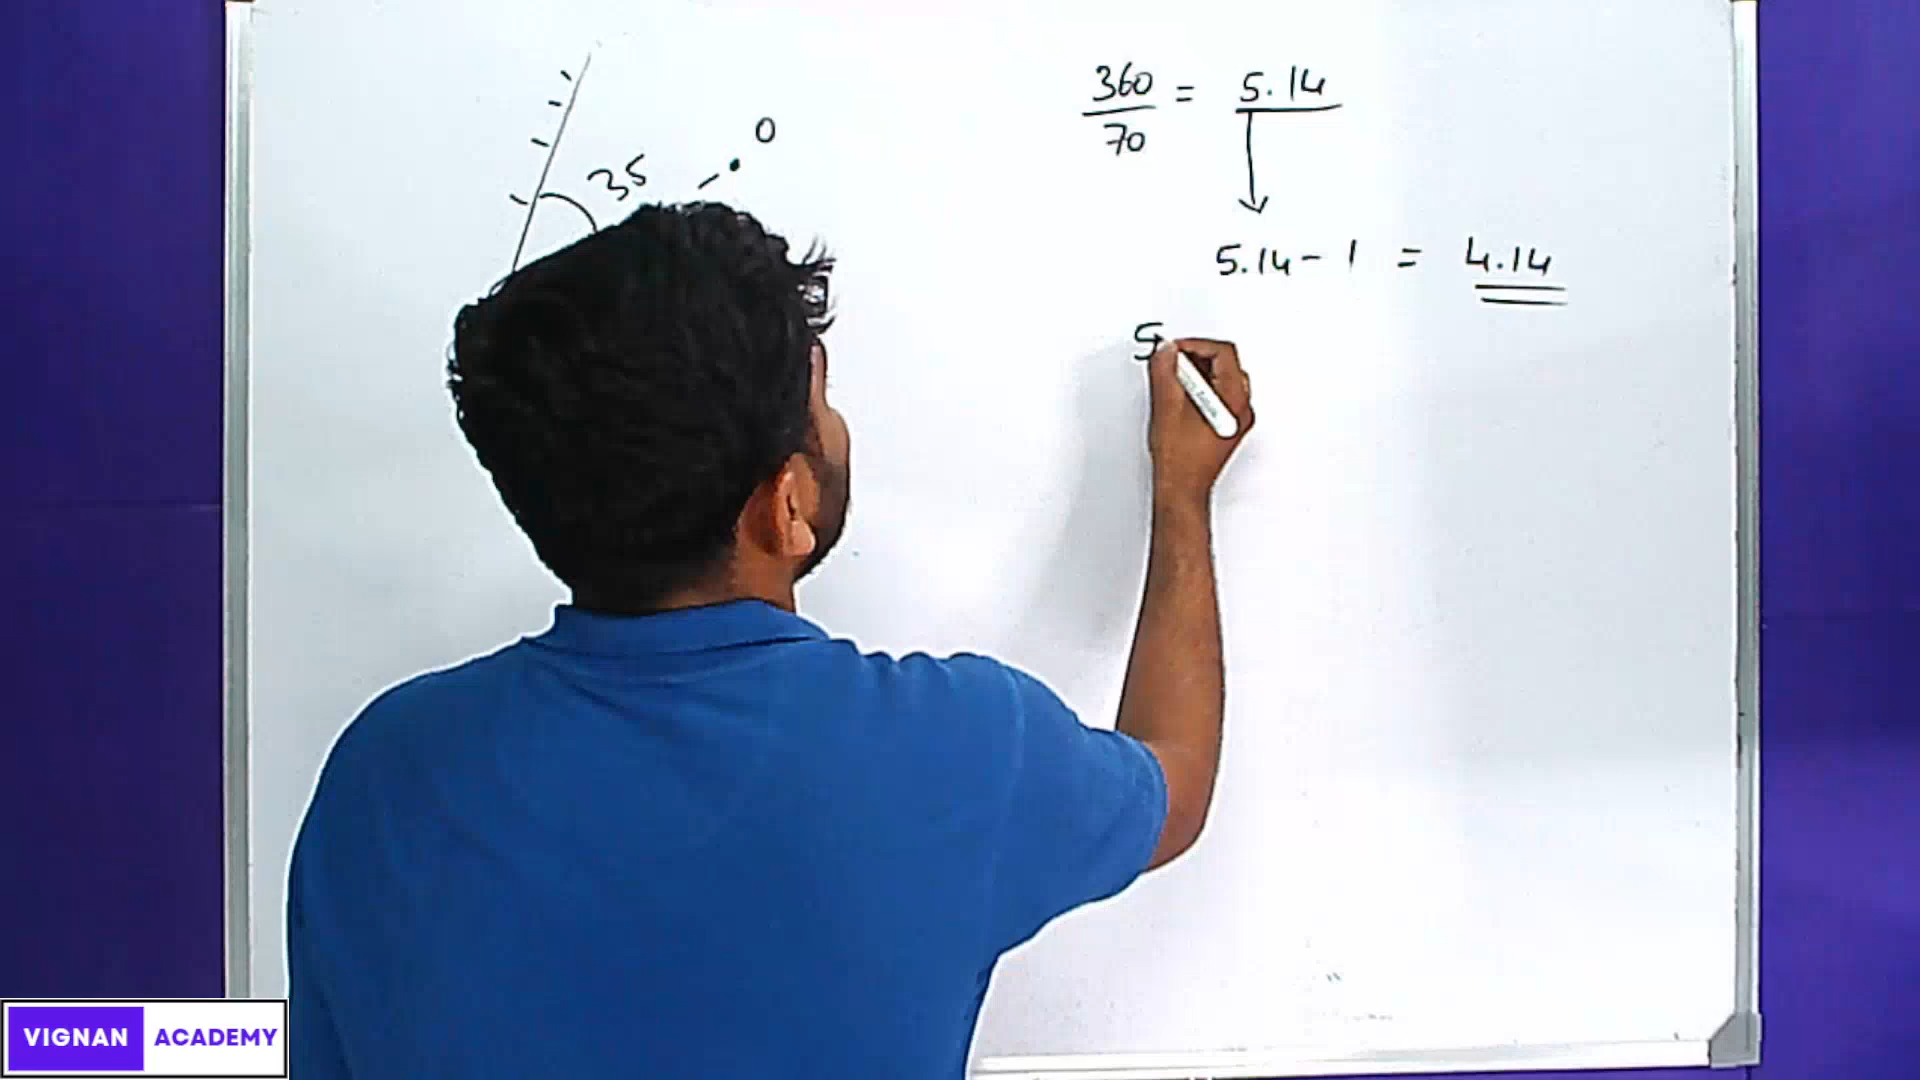 O
35
360
70
= 5.14
5.14 - 1 = 4.14
5
VIGNAN ACADEMY